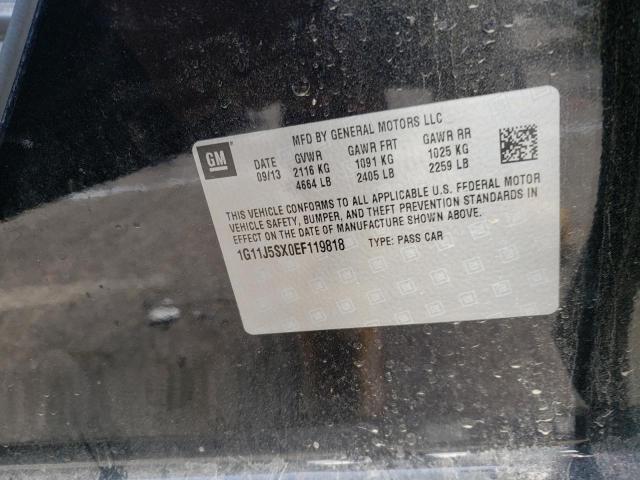 GM
MFD BY GENERAL MOTORS LLC
DATE GVWR GAWR FRT GAWR RR
09/13 2116 KG 1091 KG 1025 KG
4664 LB 2405 LB 2259 LB
THIS VEHICLE CONFORMS TO ALL APPLICABLE U.S. FEDERAL MOTOR
VEHICLE SAFETY, BUMPER, AND THEFT PREVENTION STANDARDS IN
EFFECT ON THE DATE OF MANUFACTURE SHOWN ABOVE.
1G11J5SX0EF119818 TYPE: PASS CAR